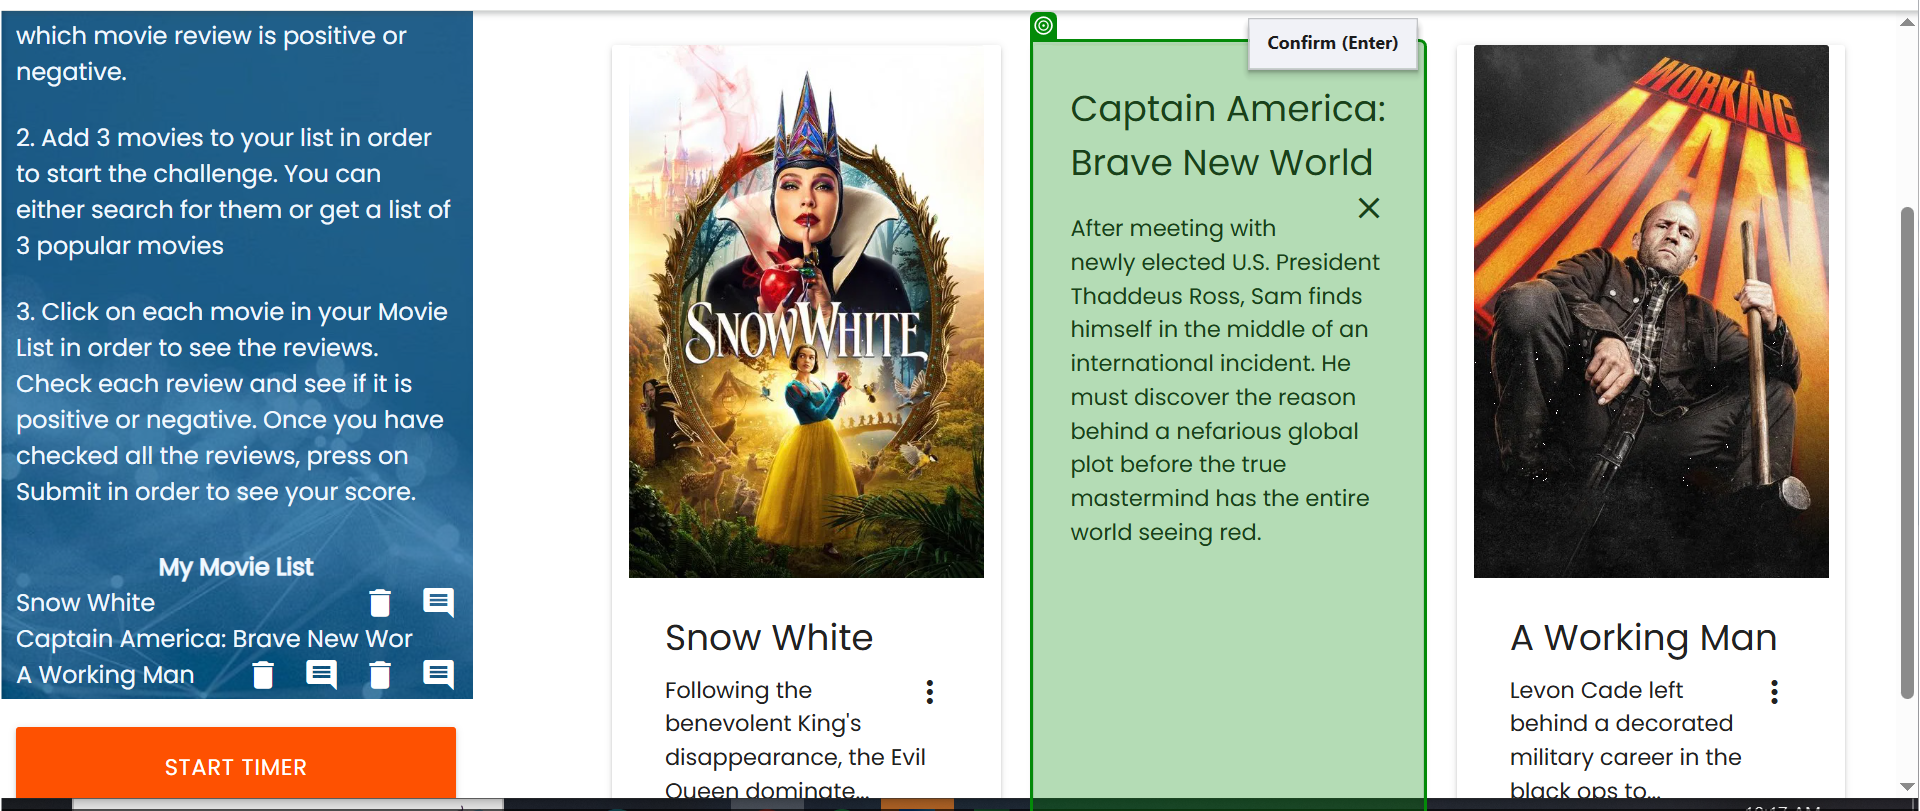 which movie review is positive or
negative.
2. Add 3 movies to your list in order
to start the challenge. You can
either search for them or get a list of
3 popular movies
3. Click on each movie in your Movie
List in order to see the reviews.
Check each review and see if it is
positive or negative. Once you have
checked all the reviews, press on
Submit in order to see your score.
My Movie List
Snow White
Captain America: Brave New Wor
A Working Man
START TIMER
SNOW WHITE
Snow White
Following the
benevolent King's
disappearance, the Evil
Queen dominate...
Confirm (Enter)
Captain America:
Brave New World
After meeting with
newly elected U.S. President
Thaddeus Ross, Sam finds
himself in the middle of an
international incident. He
must discover the reason
behind a nefarious global
plot before the true
mastermind has the entire
world seeing red.
A
WORKING
MAN
A Working Man
Levon Cade left
behind a decorated
military career in the
black ops to...